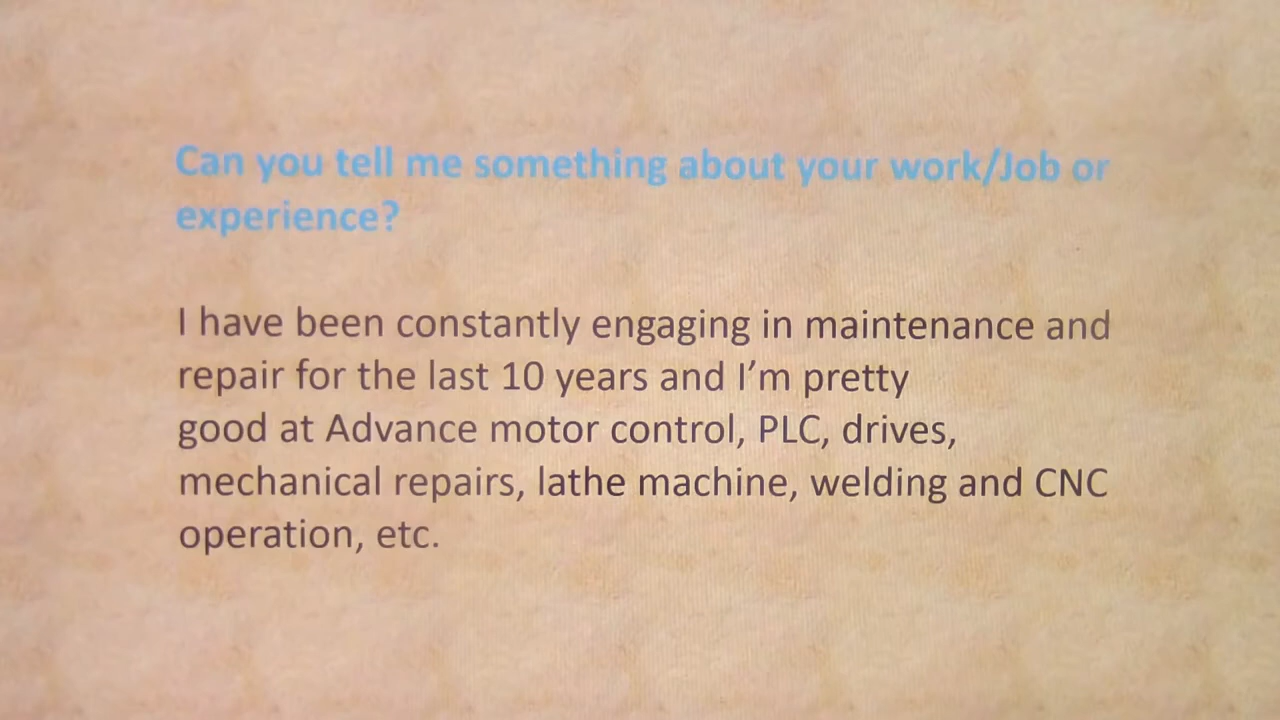 Can you tell me something about your work/Job or
experience?
I have been constantly engaging in maintenance and
repair for the last 10 years and I’m pretty
good at Advance motor control, PLC, drives,
mechanical repairs, lathe machine, welding and CNC
operation, etc.